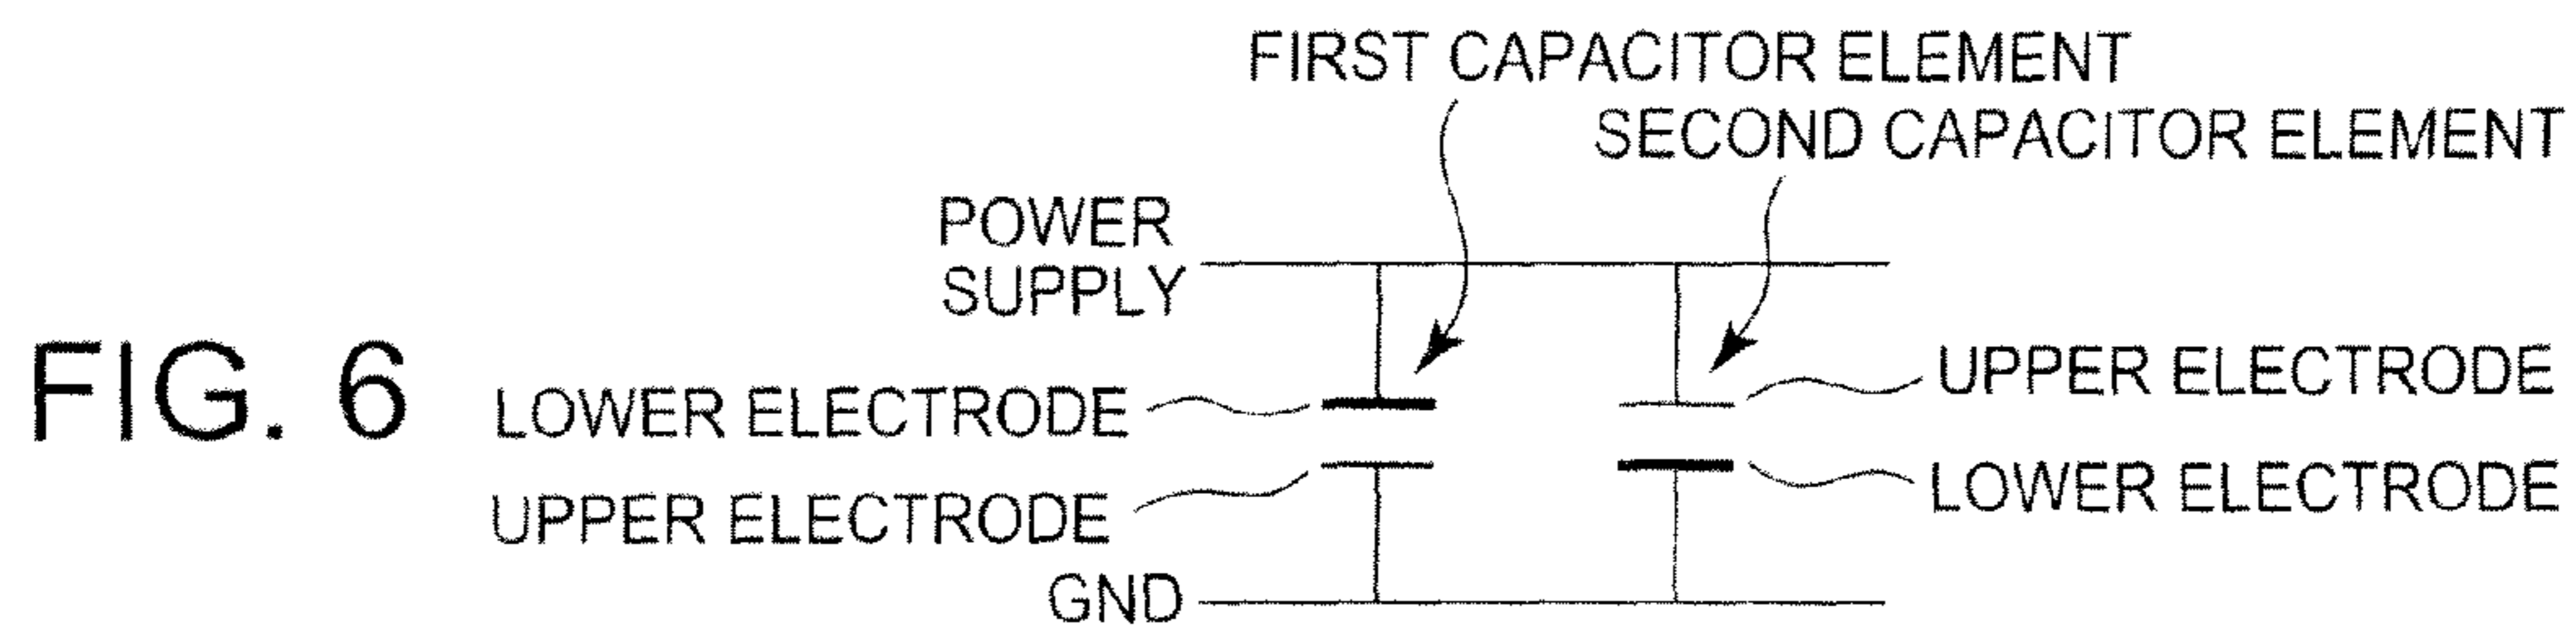 FIRST CAPACITOR ELEMENT
SECOND CAPACITOR ELEMENT
POWER
SUPPLY
FIG. 6
LOWER ELECTRODE
UPPER ELECTRODE
UPPER ELECTRODE
LOWER ELECTRODE
GND